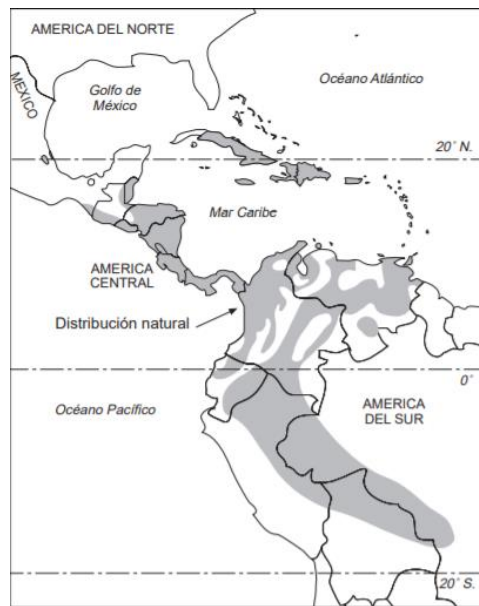 AMERICA DEL NORTE
MEXICO
Golfo de
México
Océano Atlántico
20° N.
Mar Caribe
AMERICA
CENTRAL
Distribución natural
0°
Océano Pacífico
AMERICA
DEL SUR
20° S.